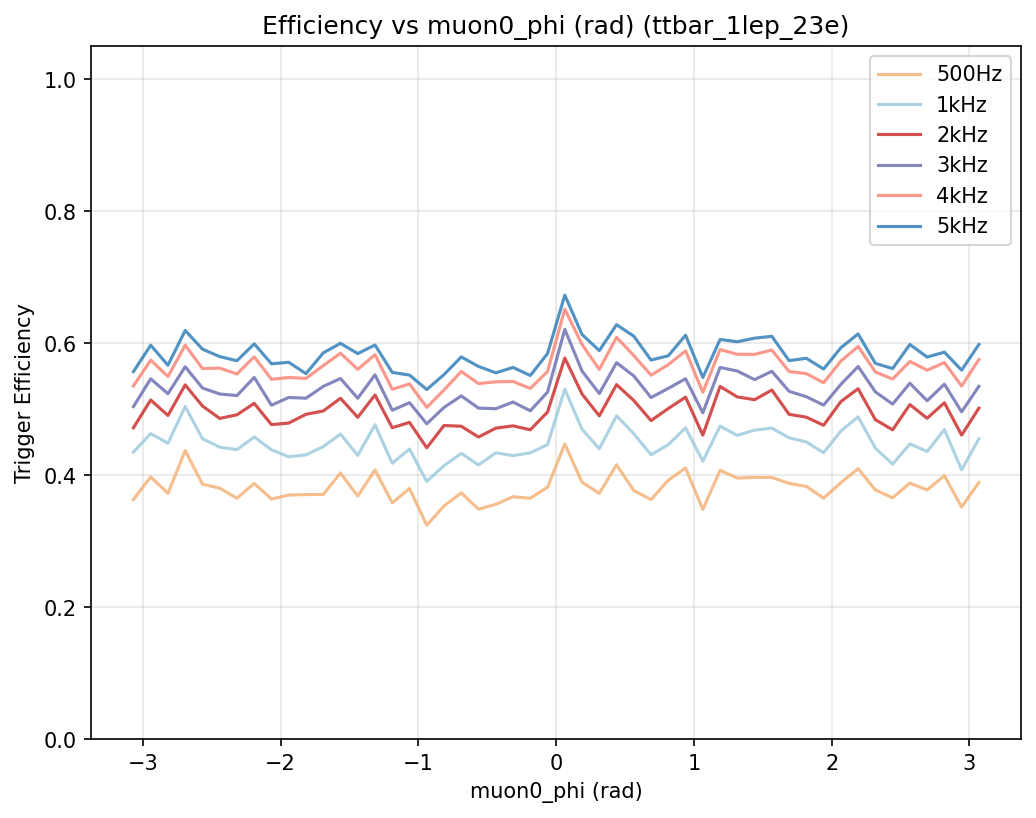 Efficiency vs muon0_phi (rad) (ttbar_1lep_23e)
500Hz
1kHz
2kHz
3kHz
4kHz
5kHz
Trigger Efficiency
1.0
0.8
0.6
0.4
0.2
0.0
−3
−2
−1
0
1
2
3
muon0_phi (rad)